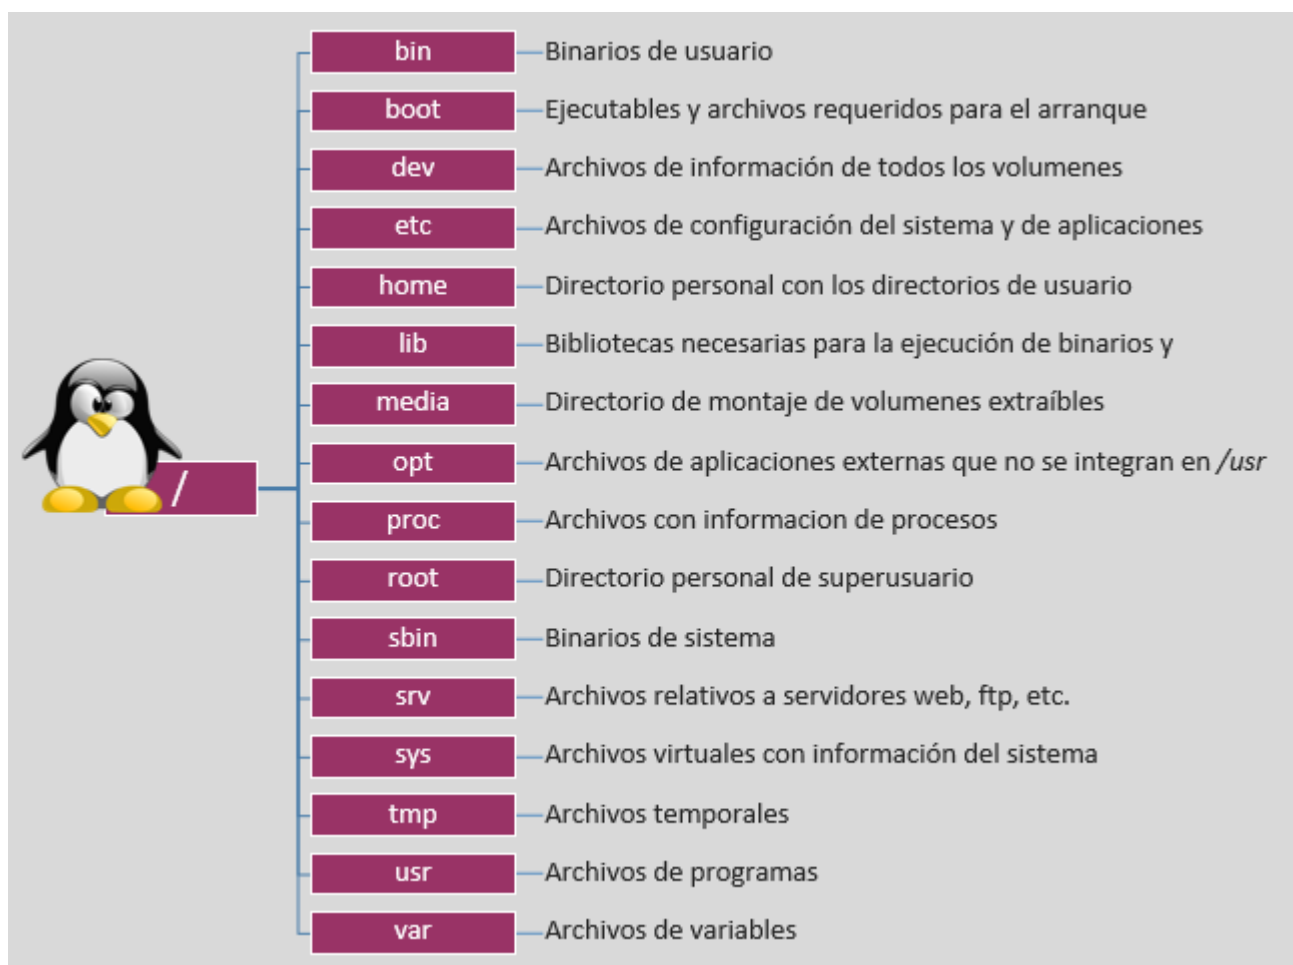 bin Binarios de usuario
boot Ejecutables y archivos requeridos para el arranque
dev Archivos de información de todos los volumenes
etc Archivos de configuración del sistema y de aplicaciones
home Directorio personal con los directorios de usuario
lib Bibliotecas necesarias para la ejecución de binarios y
media Directorio de montaje de volumenes extraíbles
/
opt Archivos de aplicaciones externas que no se integran en /usr
proc Archivos con informacion de procesos
root Directorio personal de superusuario
sbin Binarios de sistema
srv Archivos relativos a servidores web, ftp, etc.
sys Archivos virtuales con información del sistema
tmp Archivos temporales
usr Archivos de programas
var Archivos de variables